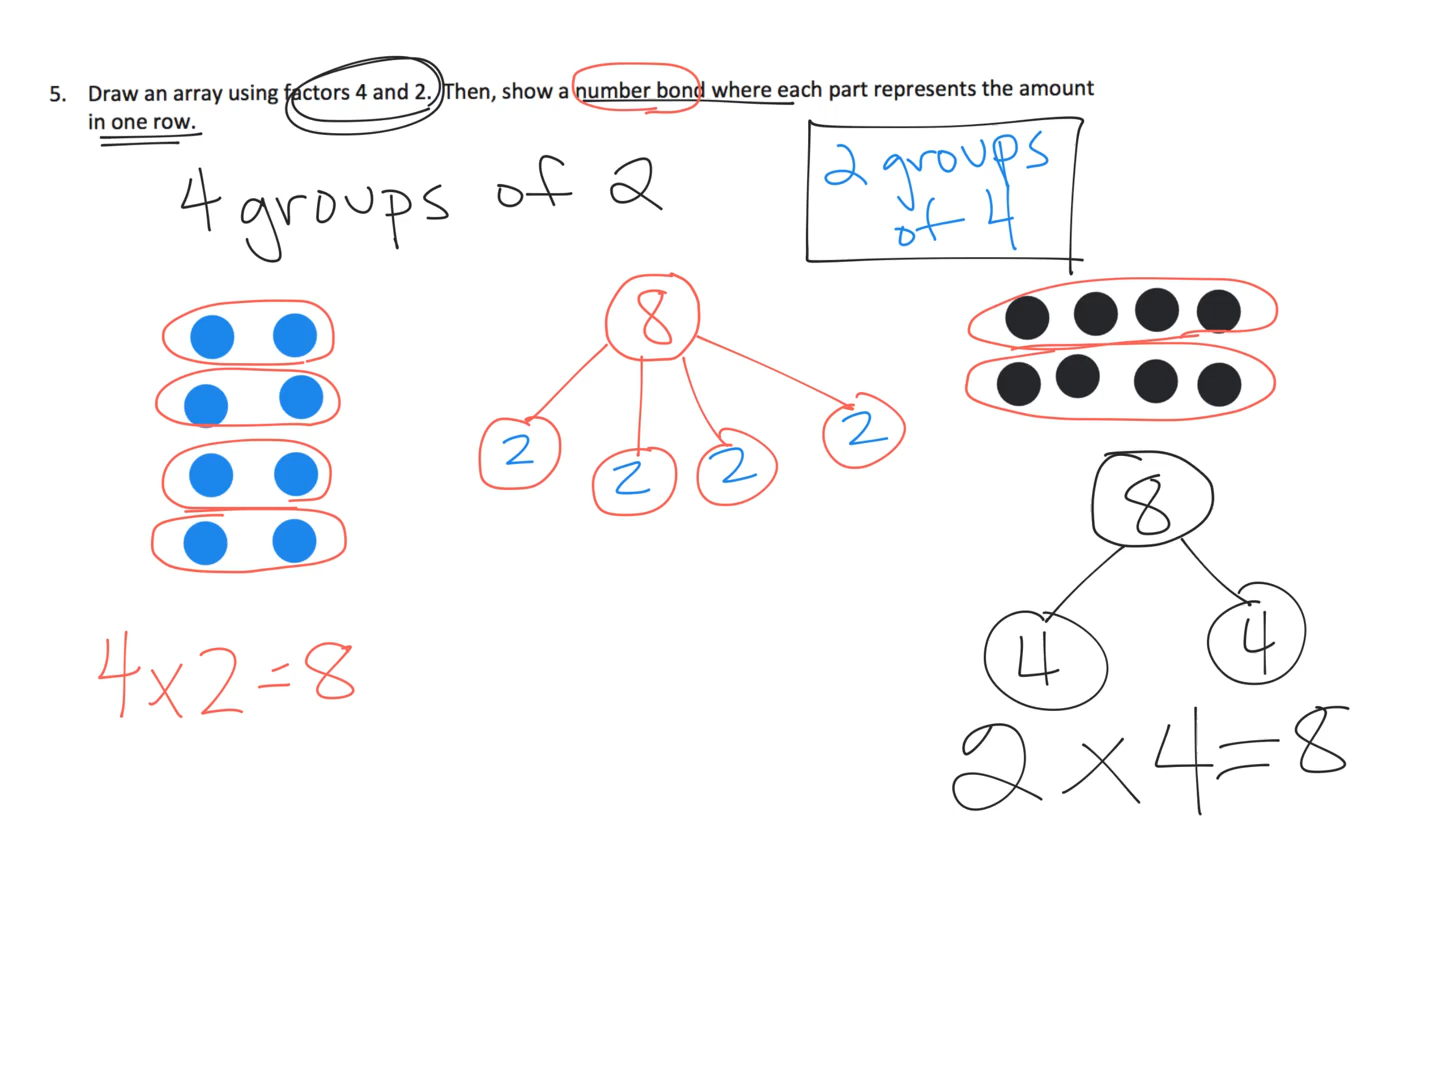 5. Draw an array using factors 4 and 2. Then, show a number bond where each part represents the amount
in one row.
4 groups of 2
2 groups
of 4
8
2 2 2 2
4x2=8
8
4 4
2 x 4=8